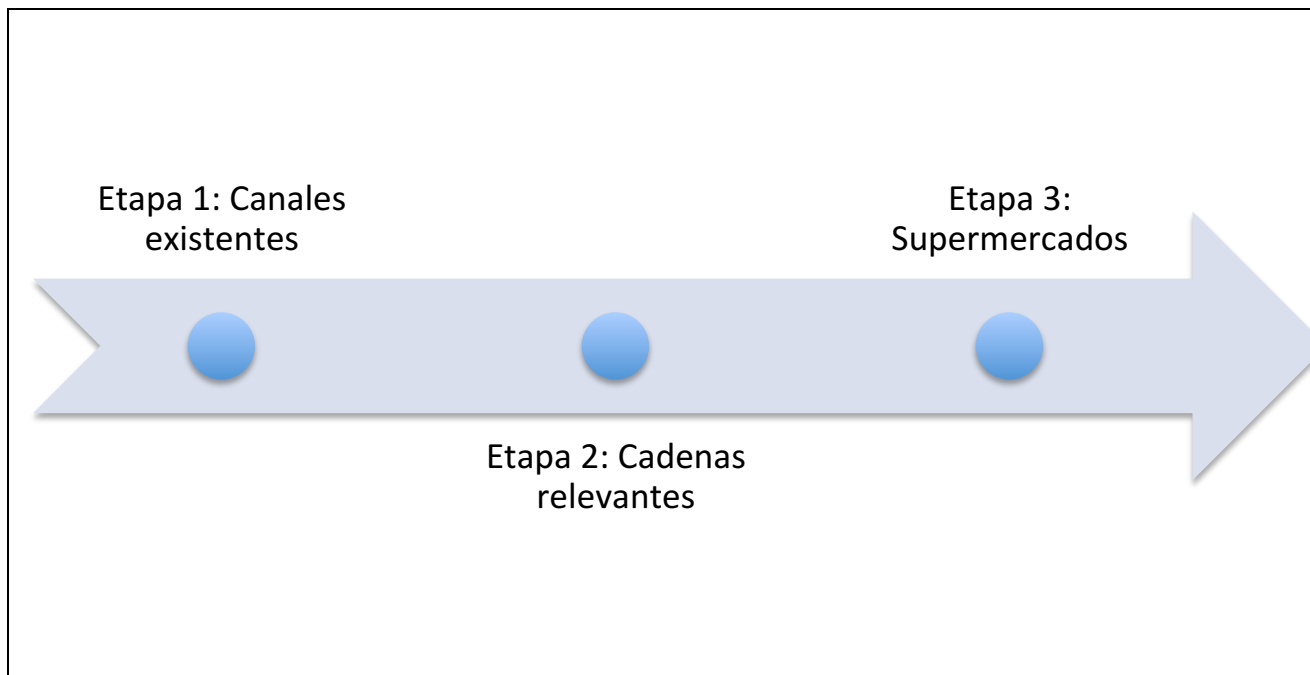 Etapa 1: Canales
existentes
Etapa 2: Cadenas
relevantes
Etapa 3:
Supermercados